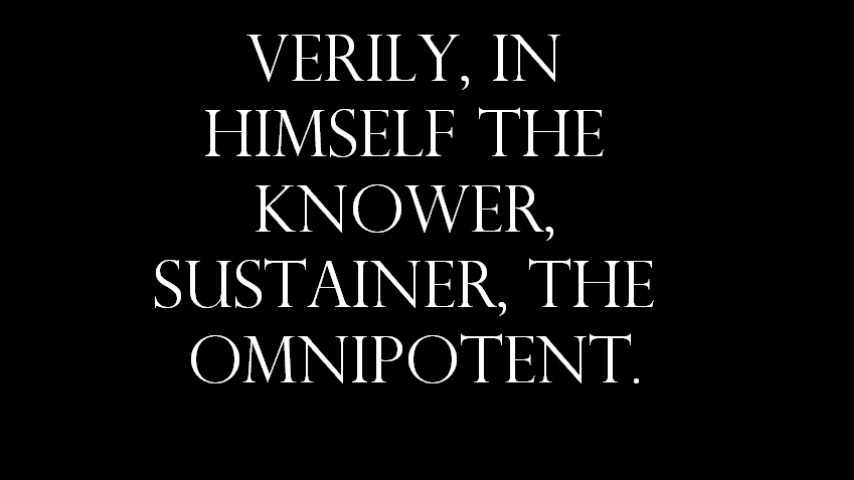 VERILY, IN
HIMSELF THE
KNOWER,
SUSTAINER, THE
OMNIPOTENT.